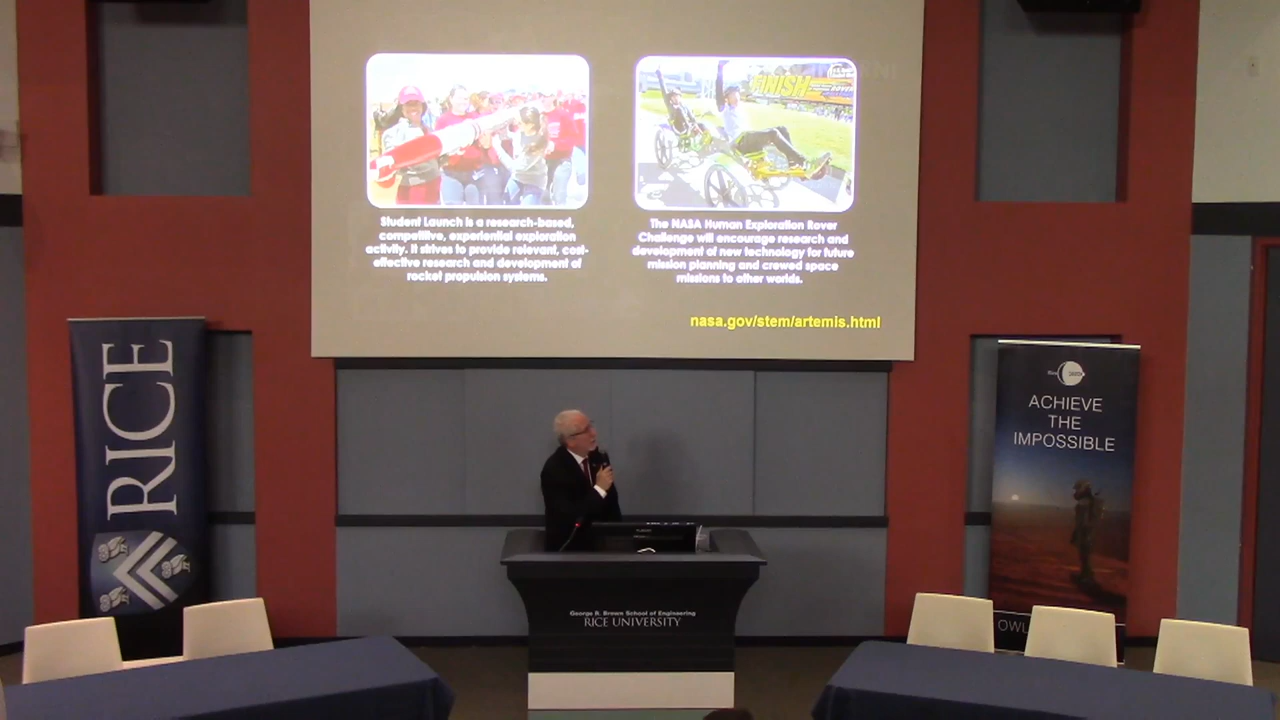 FINISH
Student Launch is a research-based,
competitive, experiential exploration
activity. It strives to provide relevant, cost-
effective research and development of
rocket propulsion systems.
The NASA Human Exploration Rover
Challenge will encourage research and
development of new technology for future
mission planning and crewed space
missions to other worlds.
nasa.gov/stem/artemis.html
RICE
ACHIEVE
THE
IMPOSSIBLE
George R. Brown School of Engineering
RICE UNIVERSITY